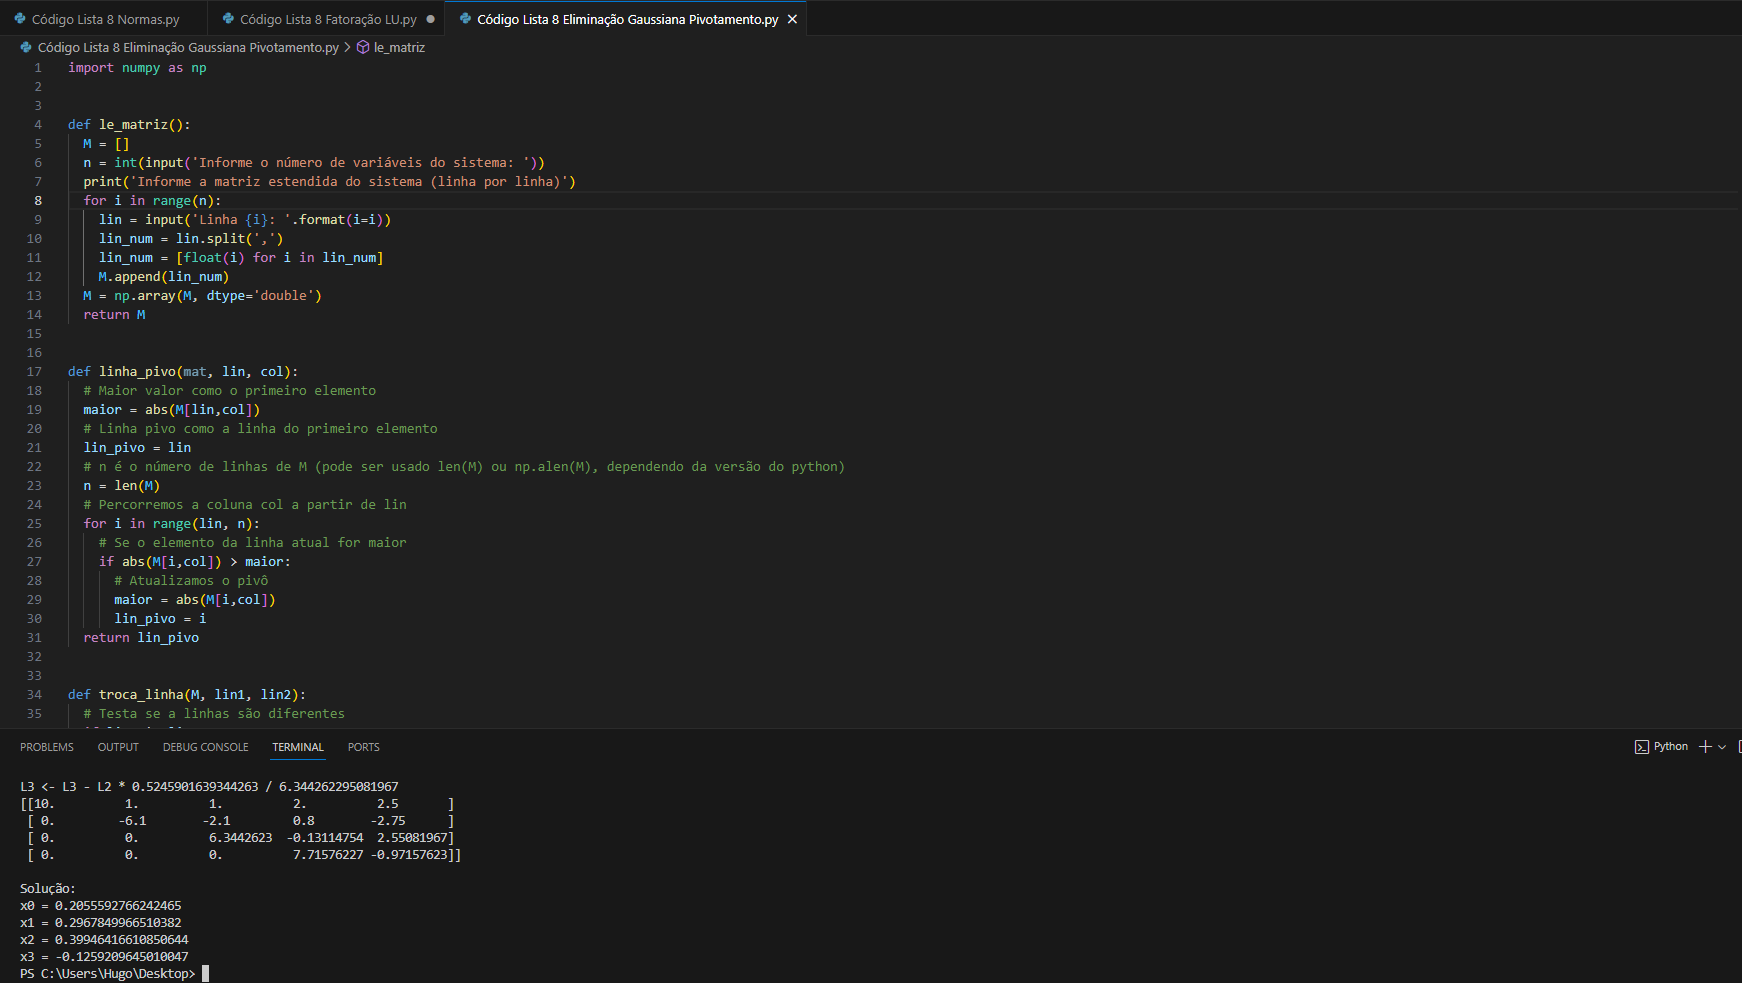 Código Lista 8 Normas.py Código Lista 8 Fatoração LU.py Código Lista 8 Eliminação Gaussiana Pivotamento.py
Código Lista 8 Eliminação Gaussiana Pivotamento.py > le_matriz
1 import numpy as np
2
3
4 def le_matriz():
5 M = []
6 n = int(input('Informe o número de variáveis do sistema: '))
7 print('Informe a matriz estendida do sistema (linha por linha)')
8 for i in range(n):
9 lin = input('Linha {i}: '.format(i=i))
10 lin_num = lin.split(',')
11 lin_num = [float(i) for i in lin_num]
12 M.append(lin_num)
13 M = np.array(M, dtype='double')
14 return M
15
16
17 def linha_pivo(mat, lin, col):
18 # Maior valor como o primeiro elemento
19 maior = abs(M[lin,col])
20 # Linha pivo como a linha do primeiro elemento
21 lin_pivo = lin
22 # n é o número de linhas de M (pode ser usado len(M) ou np.alen(M), dependendo da versão do python)
23 n = len(M)
24 # Percorremos a coluna col a partir de lin
25 for i in range(lin, n):
26 # Se o elemento da linha atual for maior
27 if abs(M[i,col]) > maior:
28 # Atualizamos o pivô
29 maior = abs(M[i,col])
30 lin_pivo = i
31 return lin_pivo
32
33
34 def troca_linha(M, lin1, lin2):
35 # Testa se a linhas são diferentes
PROBLEMS OUTPUT DEBUG CONSOLE TERMINAL PORTS Python
L3 <- L3 - L2 * 0.5245901639344263 / 6.344262295081967
[[10. 1. 1. 2. 2.5 ]
[ 0. -6.1 -2.1 0.8 -2.75 ]
[ 0. 0. 6.3442623 -0.13114754 2.55081967]
[ 0. 0. 0. 7.71576227 -0.97157623]]
Solução:
x0 = 0.2055592766242465
x1 = 0.2967849966510382
x2 = 0.39946416610850644
x3 = -0.1259209645010047
PS C:\Users\Hugo\Desktop>